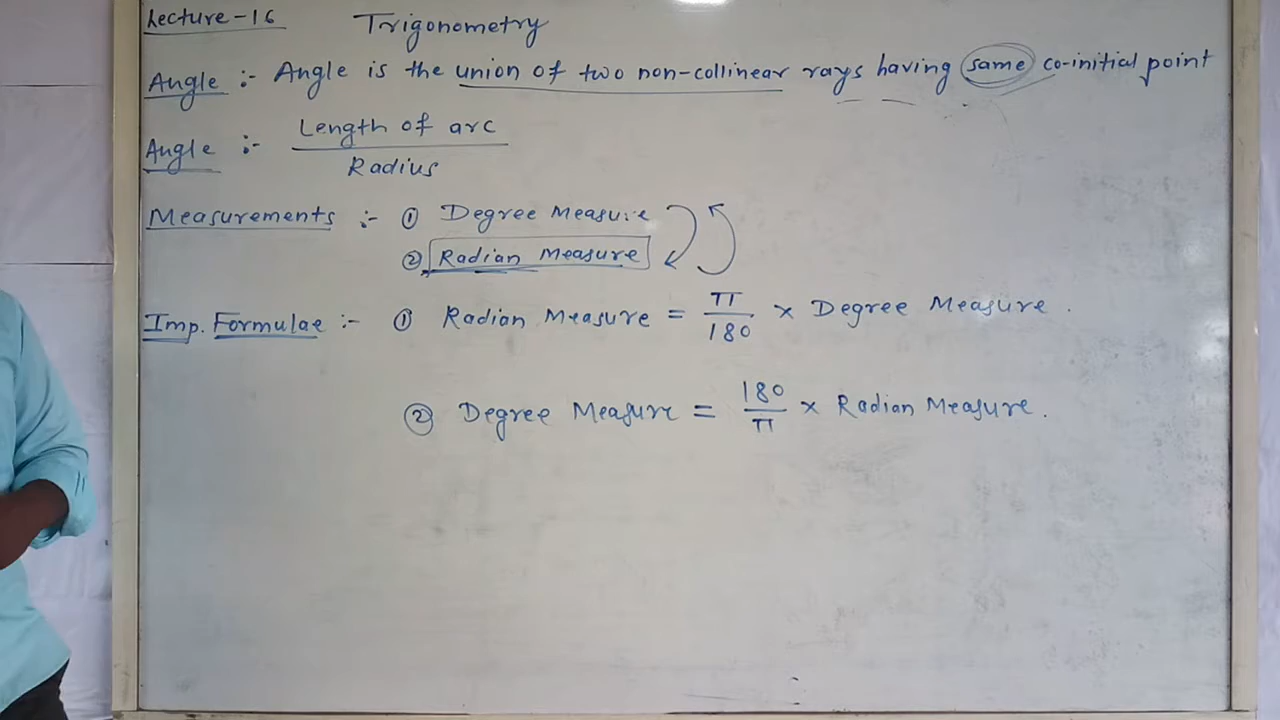 Lecture-16 Trigonometry
Angle :- Angle is the union of two non-collinear rays having same co-initial point
Angle :- Length of arc / Radius
Measurements :- ① Degree Measure
② Radian Measure
Imp. Formulae :- ① Radian Measure = π/180 × Degree Measure.
② Degree Measure = 180/π × Radian Measure.